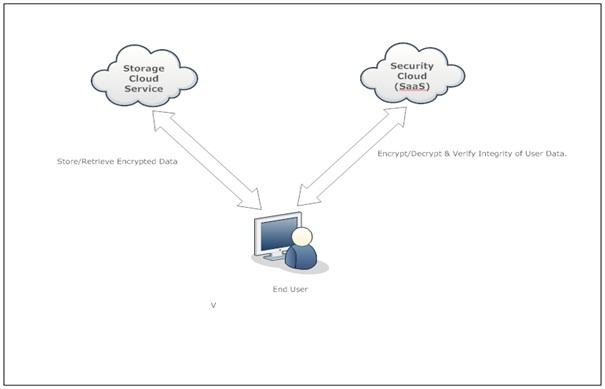 Storage
Cloud
Service
Security
Cloud
(SaaS)
Store/Retrieve Encrypted Data
Encrypt/Decrypt & Verify Integrity of User Data.
End User
V